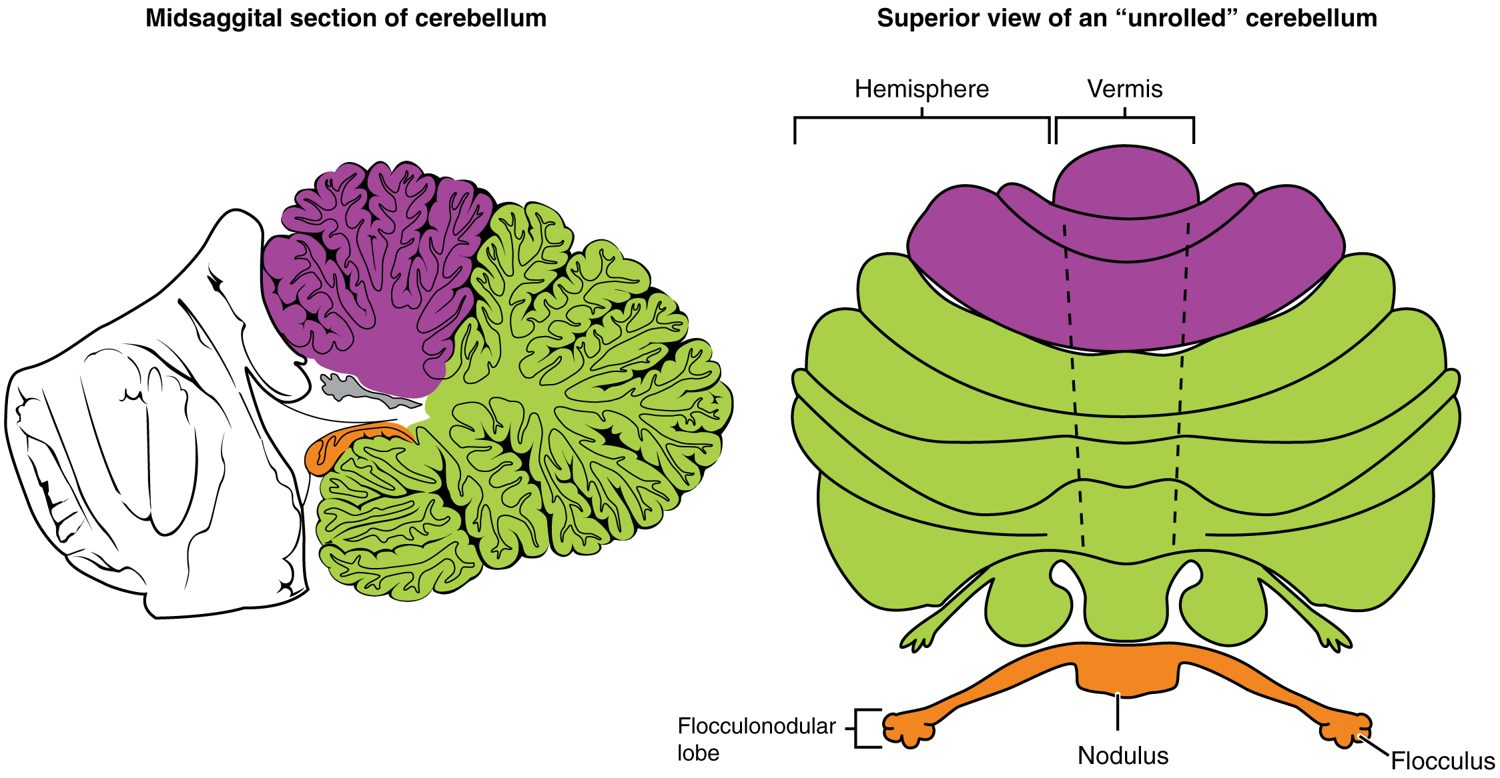 Midsaggital section of cerebellum
Superior view of an “unrolled” cerebellum
Hemisphere
Vermis
Flocculonodular
lobe
Nodulus
Flocculus